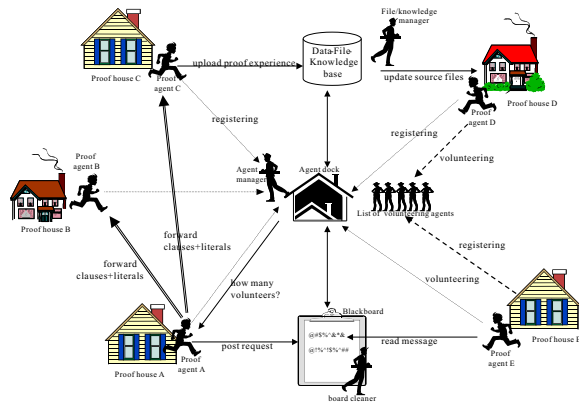 File/knowledge
manager
Data-File-
Knowledge
base
upload proof experience
update source files
Proof house C
Proof
agent C
Proof house D
Proof
agent D
registering
registering
volunteering
Proof
agent B
Agent
manager
Agent dock
List of volunteering agents
Proof house B
forward
clauses+literals
registering
forward
clauses+literals
how many
volunteers?
volunteering
Blackboard
@#$%^&*&
@!%^!$%^##
post request
read message
Proof house E
Proof house A
Proof
agent A
Proof
agent E
board cleaner